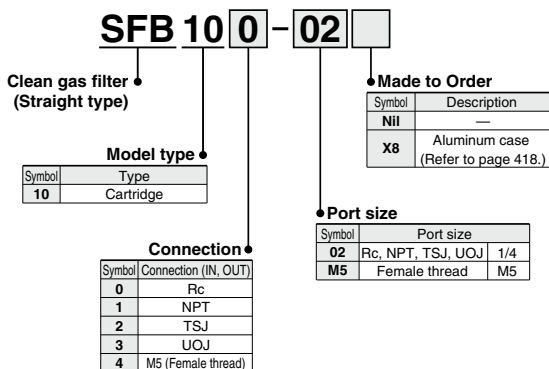 SFB 10 0 – 02
Clean gas filter
(Straight type)
Made to Order
Symbol Description
Nil —
X8 Aluminum case
(Refer to page 418.)
Model type
Symbol Type
10 Cartridge
Port size
Symbol Port size
02 Rc, NPT, TSJ, UOJ 1/4
M5 Female thread M5
Connection
Symbol Connection (IN, OUT)
0 Rc
1 NPT
2 TSJ
3 UOJ
4 M5 (Female thread)